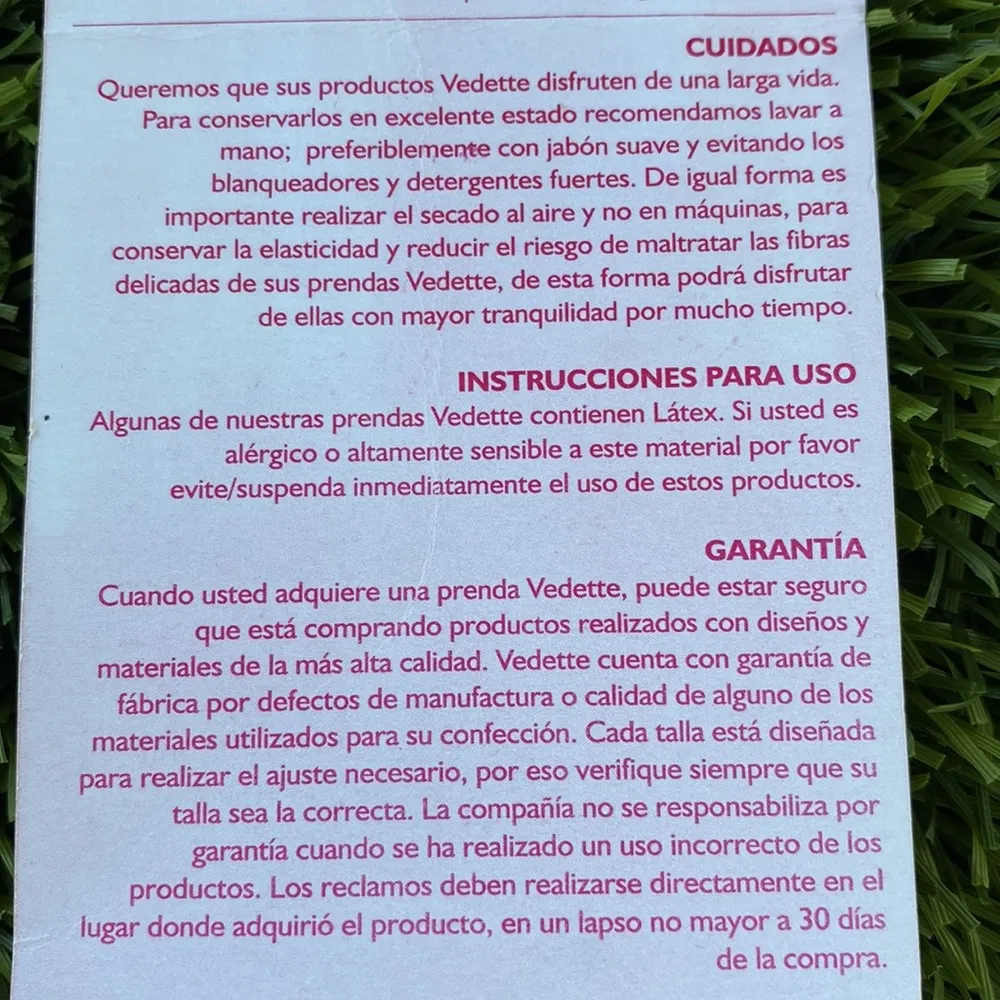 CUIDADOS
Queremos que sus productos Vedette disfruten de una larga vida.
Para conservarlos en excelente estado recomendamos lavar a
mano; preferiblemente con jabón suave y evitando los
blanqueadores y detergentes fuertes. De igual forma es
importante realizar el secado al aire y no en máquinas, para
conservar la elasticidad y reducir el riesgo de maltratar las fibras
delicadas de sus prendas Vedette, de esta forma podrá disfrutar
de ellas con mayor tranquilidad por mucho tiempo.
INSTRUCCIONES PARA USO
Algunas de nuestras prendas Vedette contienen Látex. Si usted es
alérgico o altamente sensible a este material por favor
evite/suspenda inmediatamente el uso de estos productos.
GARANTÍA
Cuando usted adquiere una prenda Vedette, puede estar seguro
que está comprando productos realizados con diseños y
materiales de la más alta calidad. Vedette cuenta con garantía de
fábrica por defectos de manufactura o calidad de alguno de los
materiales utilizados para su confección. Cada talla está diseñada
para realizar el ajuste necesario, por eso verifique siempre que su
talla sea la correcta. La compañía no se responsabiliza por
garantía cuando se ha realizado un uso incorrecto de los
productos. Los reclamos deben realizarse directamente en el
lugar donde adquirió el producto, en un lapso no mayor a 30 días
de la compra.